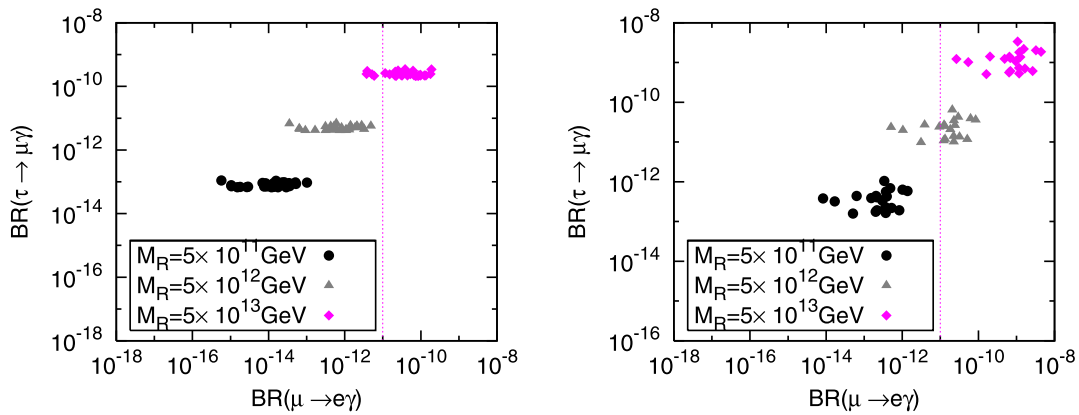 BR(τ → μγ)
10^-8
10^-10
10^-12
10^-14
10^-16
10^-18
M_R=5× 10^11GeV
M_R=5× 10^12GeV
M_R=5× 10^13GeV
10^-18 10^-16 10^-14 10^-12 10^-10 10^-8
BR(μ →eγ)
BR(τ → μγ)
10^-8
10^-10
10^-12
10^-14
10^-16
M_R=5× 10^11GeV
M_R=5× 10^12GeV
M_R=5× 10^13GeV
10^-18 10^-16 10^-14 10^-12 10^-10 10^-8
BR(μ →eγ)